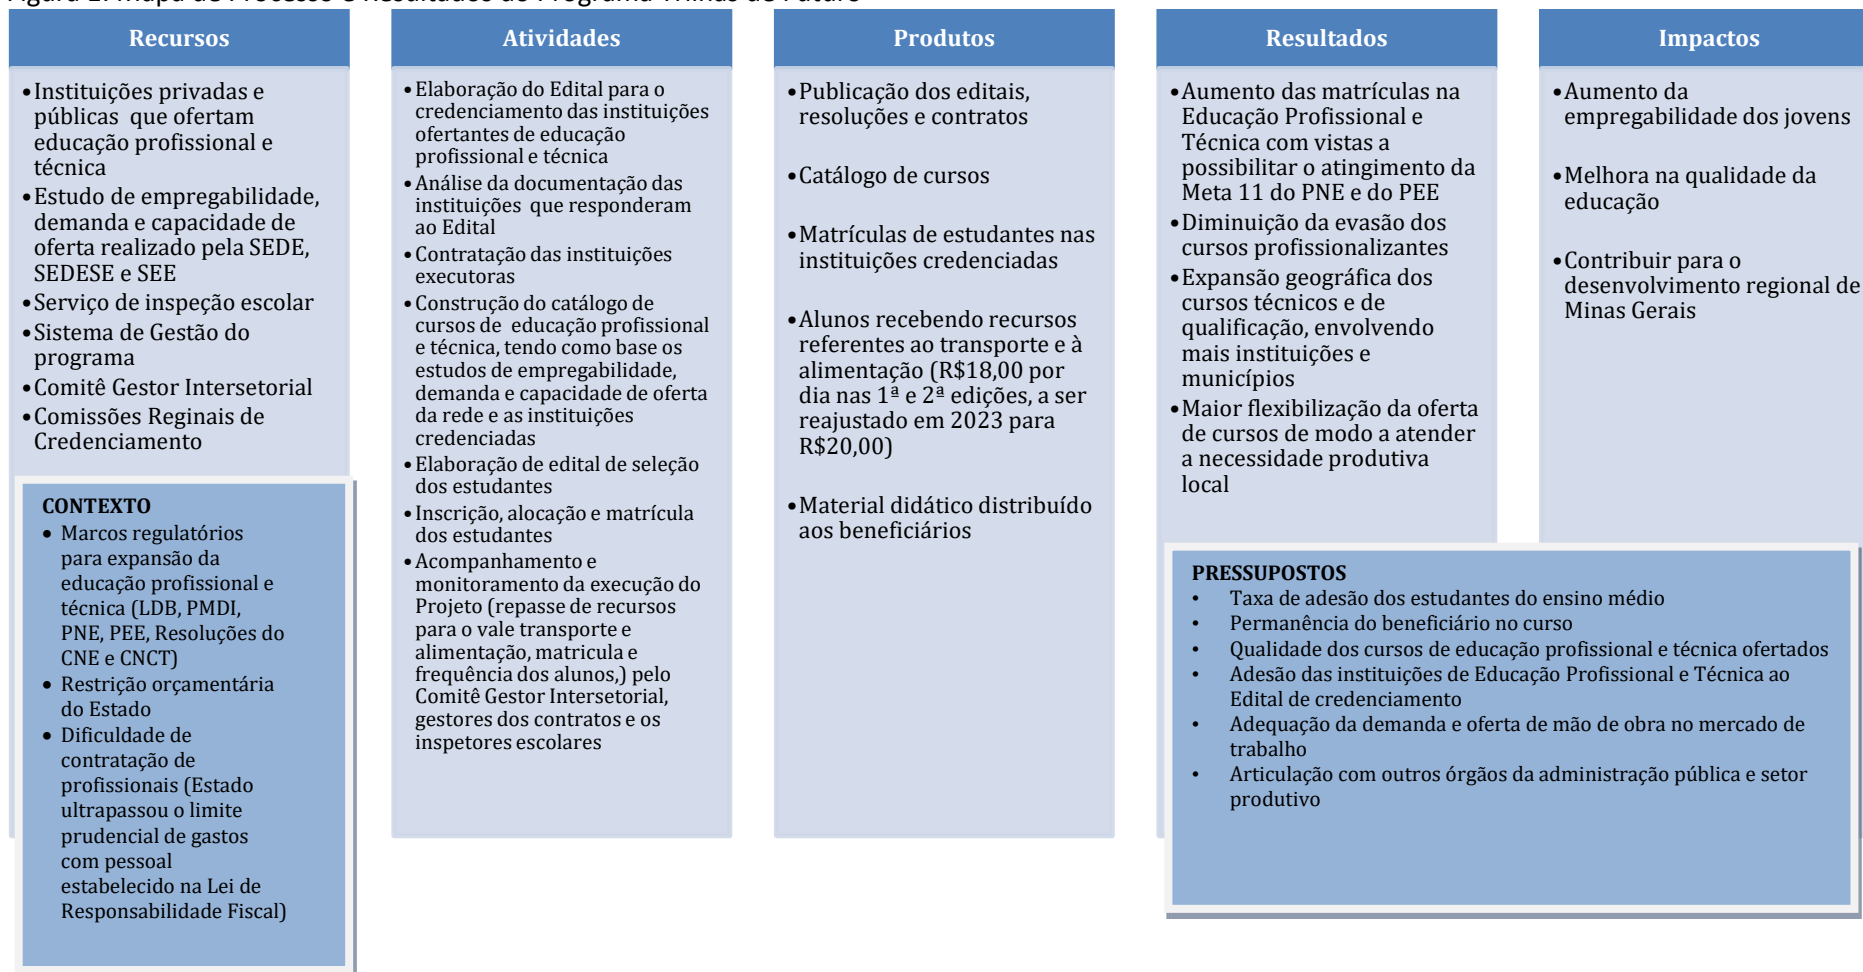 Figura 1: Mapa de Processo e Resultados do Programa Trilhas de Futuro
Recursos
•Instituições privadas e
públicas que ofertam
educação profissional e
técnica
•Estudo de empregabilidade,
demanda e capacidade de
oferta realizado pela SEDE,
SEDESE e SEE
•Serviço de inspeção escolar
•Sistema de Gestão do
programa
•Comitê Gestor Intersetorial
•Comissões Reginais de
Credenciamento
CONTEXTO
• Marcos regulatórios
para expansão da
educação profissional e
técnica (LDB, PMDI,
PNE, PEE, Resoluções do
CNE e CNCT)
• Restrição orçamentária
do Estado
• Dificuldade de
contratação de
profissionais (Estado
ultrapassou o limite
prudencial de gastos
com pessoal
estabelecido na Lei de
Responsabilidade Fiscal)
Atividades
•Elaboração do Edital para o
credenciamento das instituições
ofertantes de educação
profissional e técnica
•Análise da documentação das
instituições que responderam
ao Edital
•Contratação das instituições
executoras
•Construção do catálogo de
cursos de educação profissional
e técnica, tendo como base os
estudos de empregabilidade,
demanda e capacidade de oferta
da rede e as instituições
credenciadas
•Elaboração de edital de seleção
dos estudantes
•Inscrição, alocação e matrícula
dos estudantes
•Acompanhamento e
monitoramento da execução do
Projeto (repasse de recursos
para o vale transporte e
alimentação, matricula e
frequência dos alunos,) pelo
Comitê Gestor Intersetorial,
gestores dos contratos e os
inspetores escolares
Produtos
•Publicação dos editais,
resoluções e contratos
•Catálogo de cursos
•Matrículas de estudantes nas
instituições credenciadas
•Alunos recebendo recursos
referentes ao transporte e à
alimentação (R$18,00 por
dia nas 1ª e 2ª edições, a ser
reajustado em 2023 para
R$20,00)
•Material didático distribuído
aos beneficiários
Resultados
•Aumento das matrículas na
Educação Profissional e
Técnica com vistas a
possibilitar o atingimento da
Meta 11 do PNE e do PEE
•Diminuição da evasão dos
cursos profissionalizantes
•Expansão geográfica dos
cursos técnicos e de
qualificação, envolvendo
mais instituições e
municípios
•Maior flexibilização da oferta
de cursos de modo a atender
a necessidade produtiva
local
Impactos
•Aumento da
empregabilidade dos jovens
•Melhora na qualidade da
educação
•Contribuir para o
desenvolvimento regional de
Minas Gerais
PRESSUPOSTOS
• Taxa de adesão dos estudantes do ensino médio
• Permanência do beneficiário no curso
• Qualidade dos cursos de educação profissional e técnica ofertados
• Adesão das instituições de Educação Profissional e Técnica ao
Edital de credenciamento
• Adequação da demanda e oferta de mão de obra no mercado de
trabalho
• Articulação com outros órgãos da administração pública e setor
produtivo